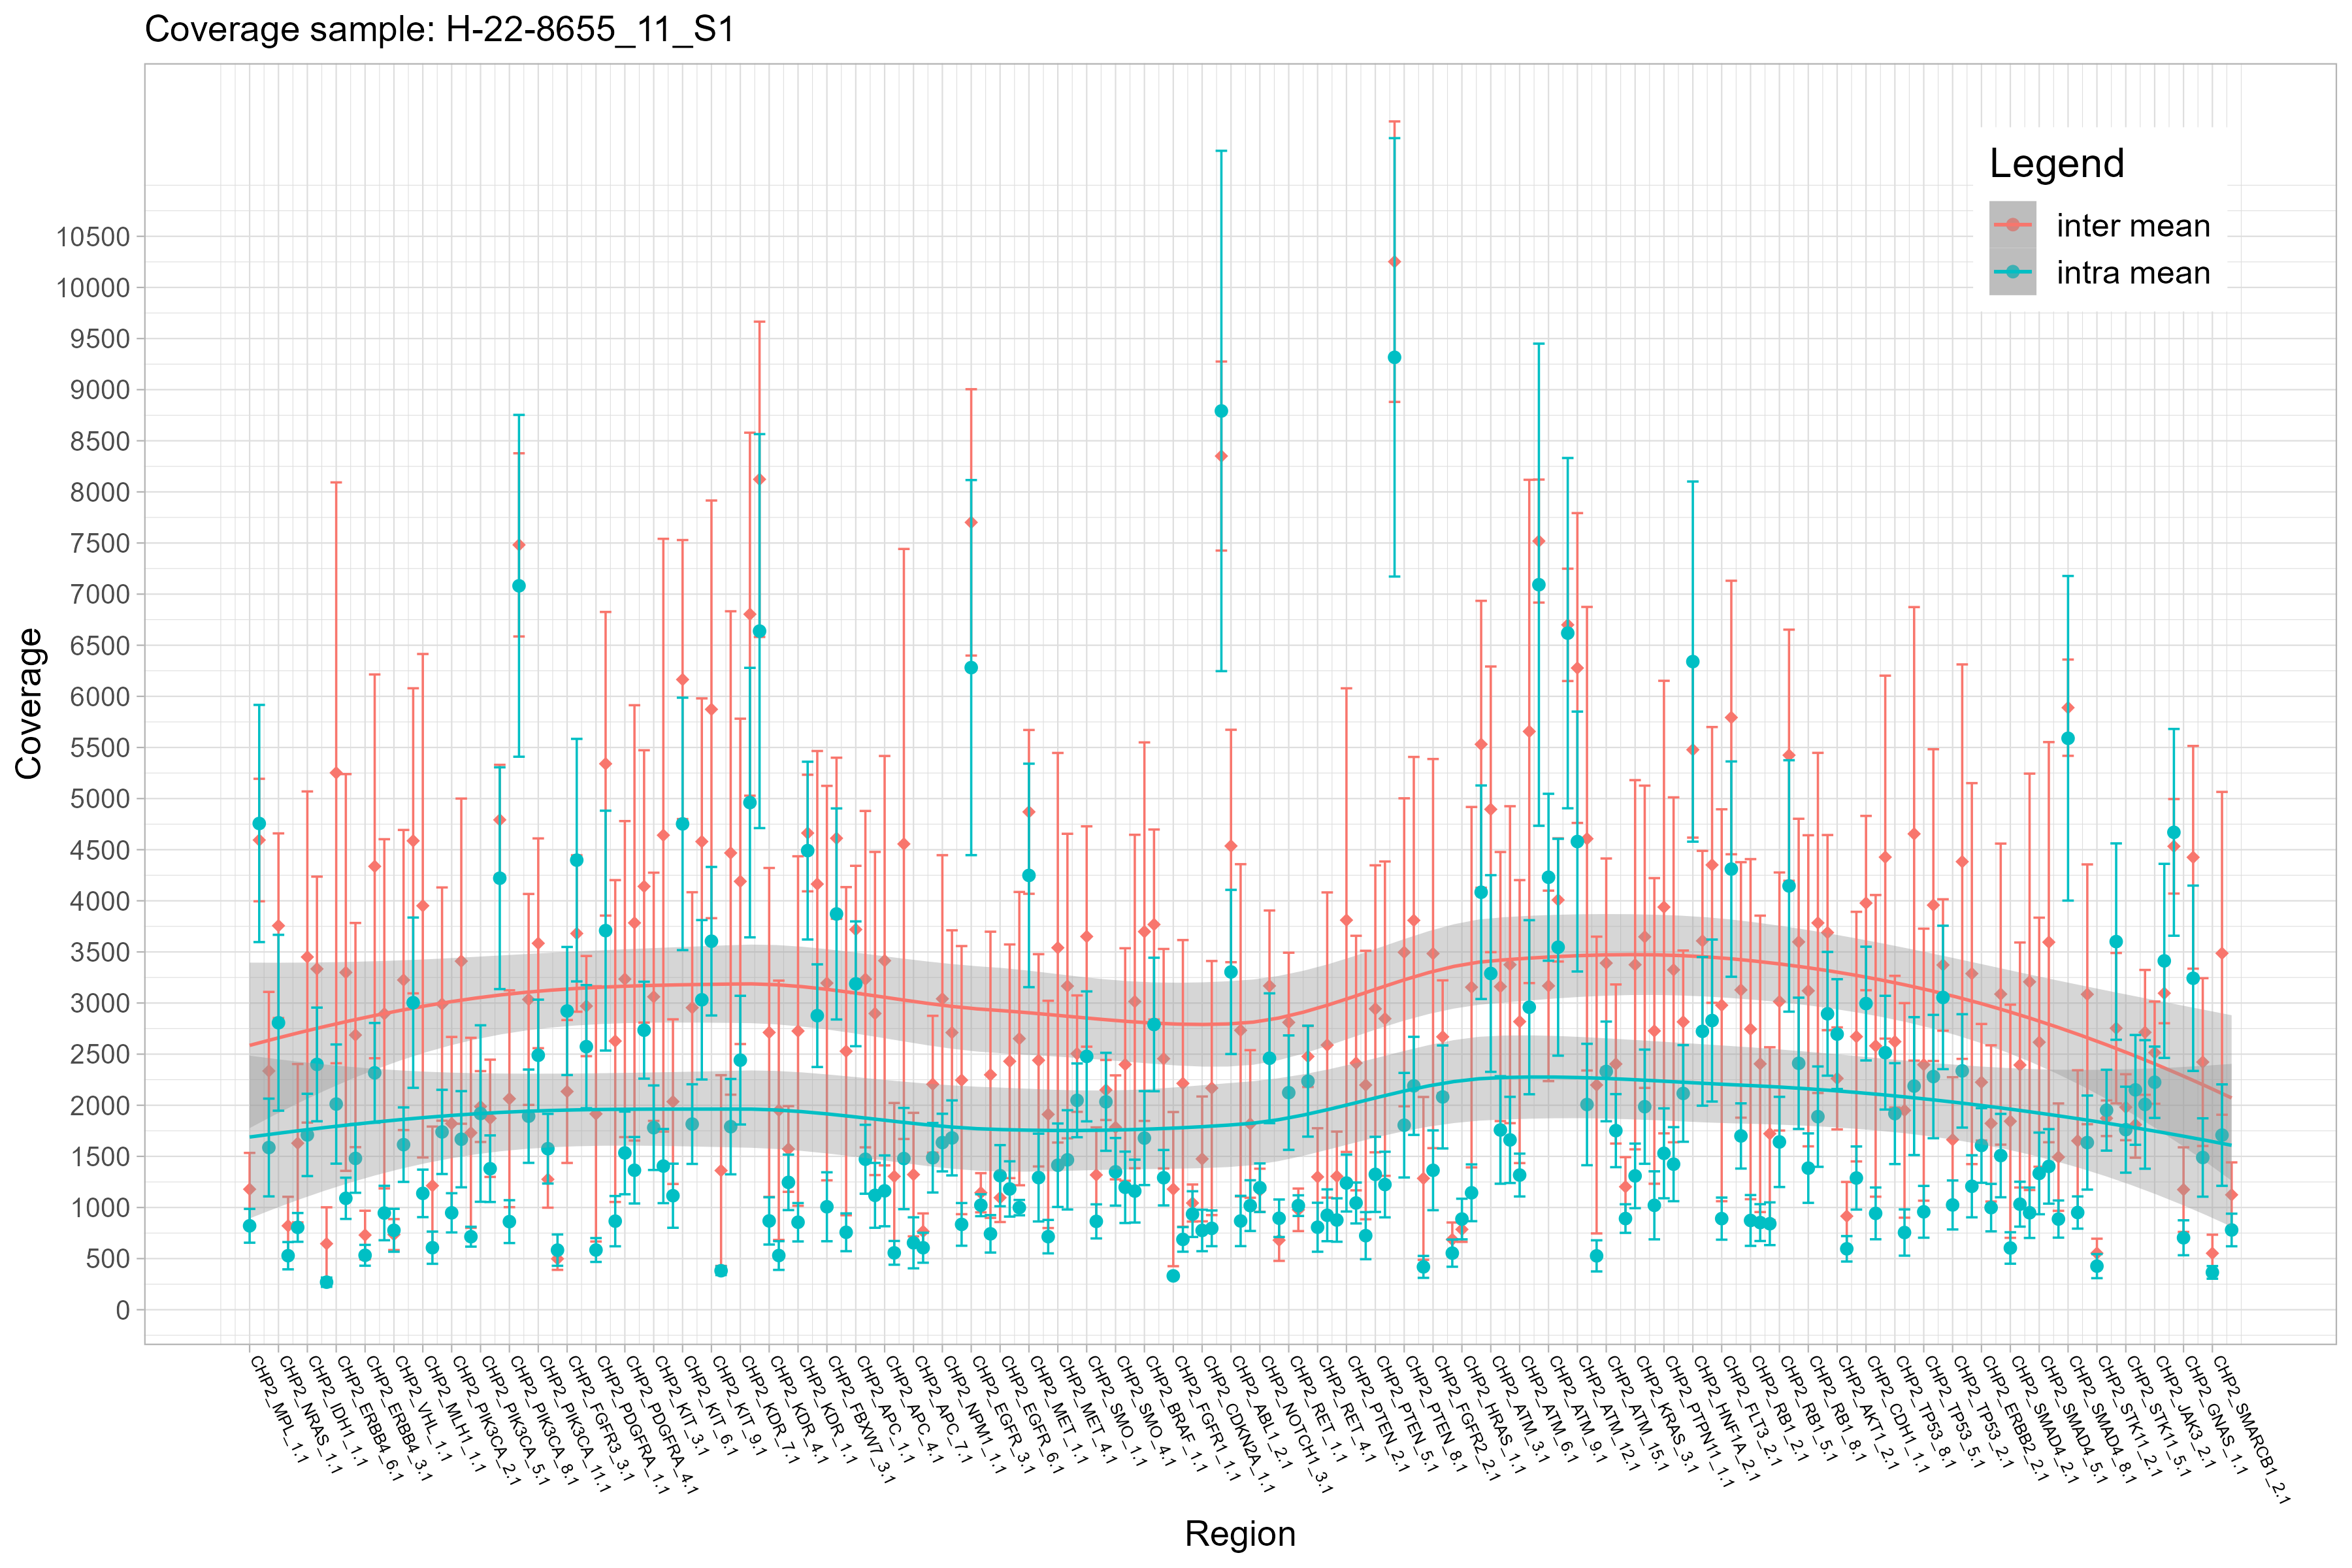 Coverage sample: H-22-8655_11_S1
Legend
inter mean
intra mean
Coverage
10500
10000
9500
9000
8500
8000
7500
7000
6500
6000
5500
5000
4500
4000
3500
3000
2500
2000
1500
1000
500
0
CHP2_MPL_1.1
CHP2_NRAS_1.1
CHP2_IDH1_1.1
CHP2_ERBB4_6.1
CHP2_ERBB4_3.1
CHP2_VHL_1.1
CHP2_MLH1_1.1
CHP2_PIK3CA_2.1
CHP2_PIK3CA_5.1
CHP2_PIK3CA_8.1
CHP2_PIK3CA_11.1
CHP2_FGFR3_3.1
CHP2_PDGFRA_1.1
CHP2_PDGFRA_4.1
CHP2_KIT_3.1
CHP2_KIT_6.1
CHP2_KIT_9.1
CHP2_KDR_7.1
CHP2_KDR_4.1
CHP2_KDR_1.1
CHP2_FBXW7_3.1
CHP2_APC_1.1
CHP2_APC_4.1
CHP2_APC_7.1
CHP2_NPM1_1.1
CHP2_EGFR_3.1
CHP2_EGFR_6.1
CHP2_MET_1.1
CHP2_MET_4.1
CHP2_SMO_1.1
CHP2_SMO_4.1
CHP2_BRAF_1.1
CHP2_FGFR1_1.1
CHP2_CDKN2A_1.1
CHP2_ABL1_2.1
CHP2_NOTCH1_3.1
CHP2_RET_1.1
CHP2_RET_4.1
CHP2_PTEN_2.1
CHP2_PTEN_5.1
CHP2_PTEN_8.1
CHP2_FGFR2_2.1
CHP2_HRAS_1.1
CHP2_ATM_3.1
CHP2_ATM_6.1
CHP2_ATM_9.1
CHP2_ATM_12.1
CHP2_ATM_15.1
CHP2_KRAS_3.1
CHP2_PTPN11_1.1
CHP2_HNF1A_2.1
CHP2_FLT3_2.1
CHP2_RB1_2.1
CHP2_RB1_5.1
CHP2_RB1_8.1
CHP2_AKT1_2.1
CHP2_CDH1_1.1
CHP2_TP53_8.1
CHP2_TP53_5.1
CHP2_TP53_2.1
CHP2_ERBB2_2.1
CHP2_SMAD4_2.1
CHP2_SMAD4_5.1
CHP2_SMAD4_8.1
CHP2_STK11_2.1
CHP2_STK11_5.1
CHP2_JAK3_2.1
CHP2_GNAS_1.1
CHP2_SMARCB1_2.1
Region